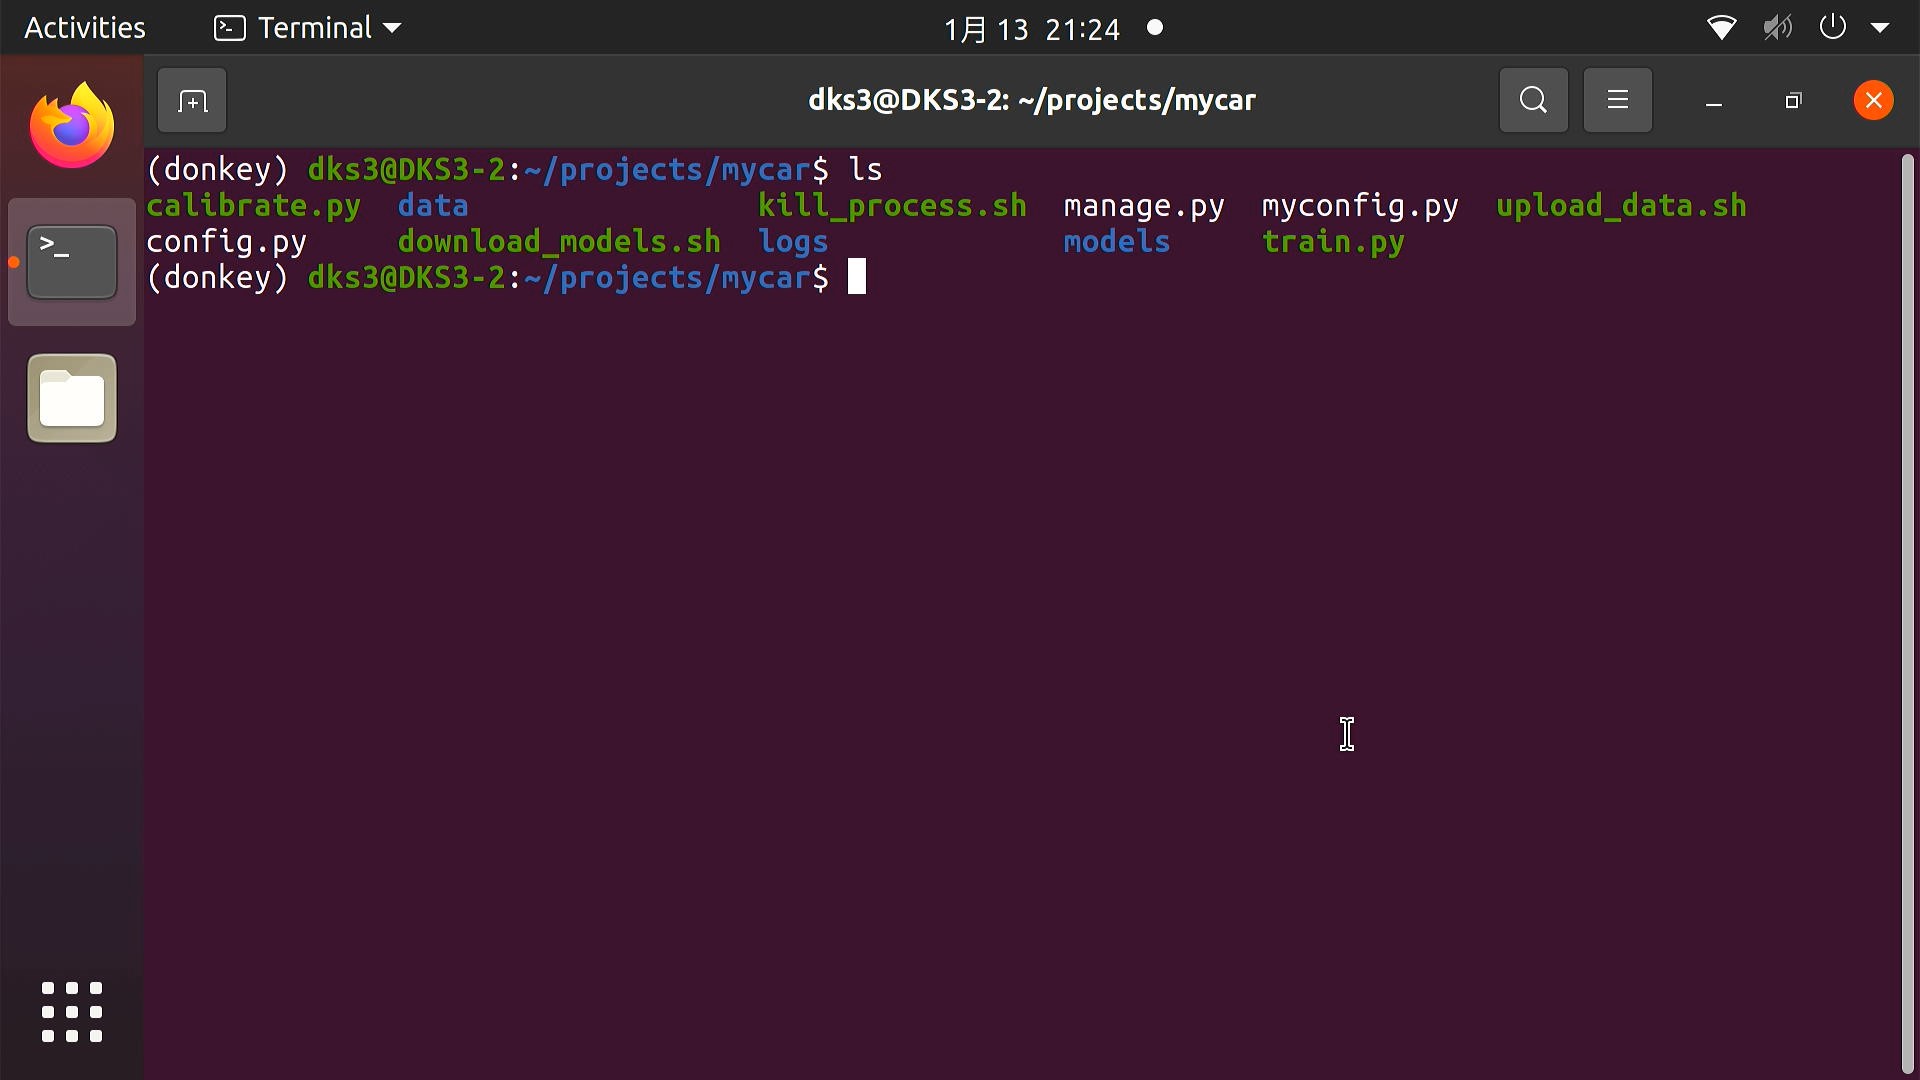 Activities Terminal 1月 13 21:24
dks3@DKS3-2: ~/projects/mycar
(donkey) dks3@DKS3-2:~/projects/mycar$ ls
calibrate.py data kill_process.sh manage.py myconfig.py upload_data.sh
config.py download_models.sh logs models train.py
(donkey) dks3@DKS3-2:~/projects/mycar$